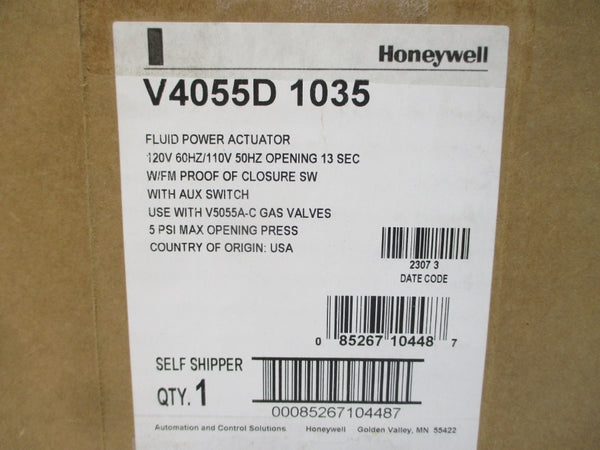 Honeywell
V4055D 1035
FLUID POWER ACTUATOR
120V 60HZ/110V 50HZ OPENING 13 SEC
W/FM PROOF OF CLOSURE SW
WITH AUX SWITCH
USE WITH V5055A-C GAS VALVES
5 PSI MAX OPENING PRESS
COUNTRY OF ORIGIN: USA
2307 3
DATE CODE
0 85267 10448 7
SELF SHIPPER
QTY. 1
00085267104487
Automation and Control Solutions Honeywell Golden Valley, MN 55422